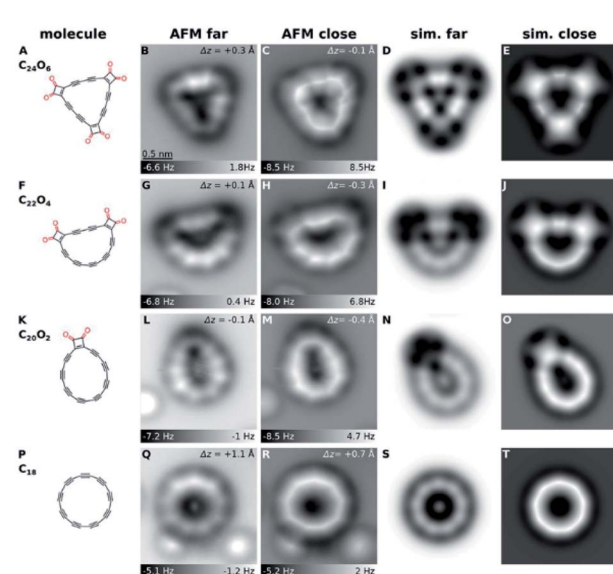 molecule AFM far AFM close sim. far sim. close
A B Δz = +0.3 Å C Δz= -0.1 Å D E
C24O6
O O O O O O
0.5 nm
-6.6 Hz 1.8Hz -8.5 Hz 8.5Hz
F G Δz = +0.1 Å H Δz = -0.3 Å I J
C22O4
O O O O
-6.8 Hz 0.4 Hz -8.0 Hz 6.8Hz
K L Δz = -0.1 Å M Δz = -0.4 Å N O
C20O2
O O
-7.2 Hz -1 Hz -8.5 Hz 4.7 Hz
P Q Δz = +1.1 Å R Δz= +0.7 Å S T
C18
-5.1 Hz -1.2 Hz -5.2 Hz 2 Hz